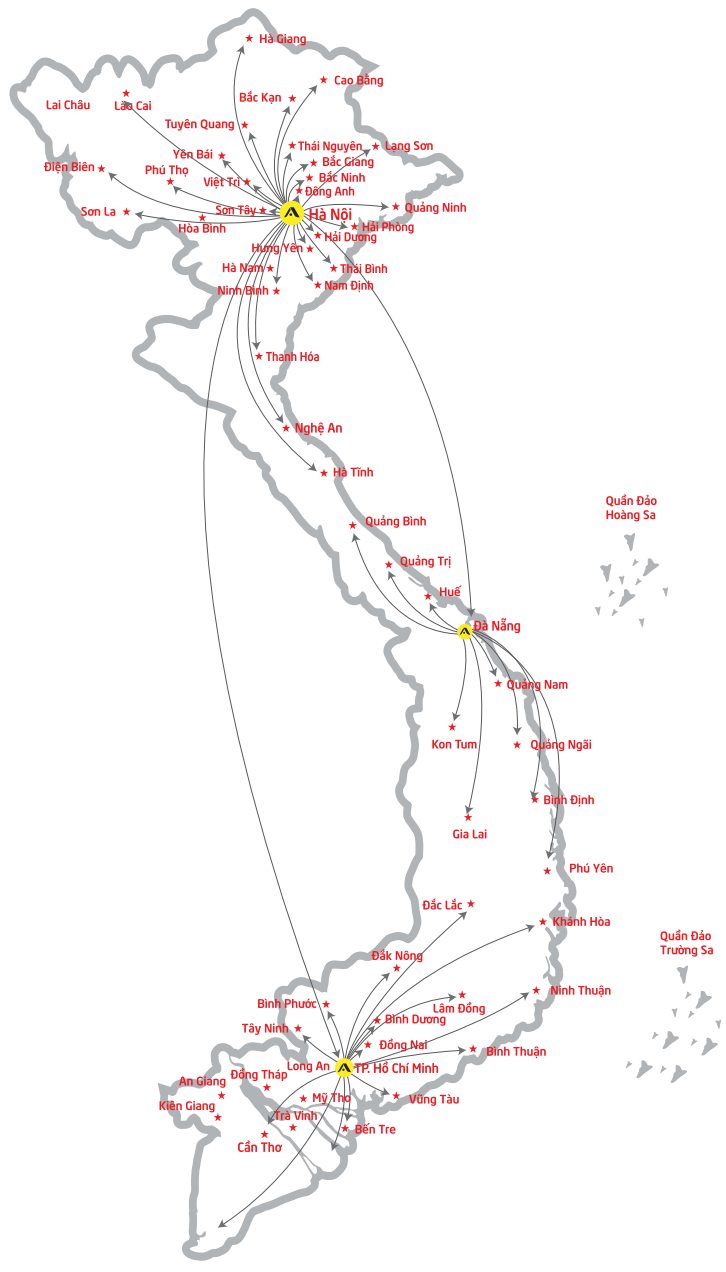 Hà Giang
Cao Bằng
Bắc Kạn
Lai Châu
Lào Cai
Tuyên Quang
Thái Nguyên
Lạng Sơn
Yên Bái
Bắc Giang
Điện Biên
Phú Thọ
Việt Trì
Bắc Ninh
Đông Anh
Sơn La
Sơn Tây
Hà Nội
Quảng Ninh
Hòa Bình
Hải Phòng
Hải Dương
Hưng Yên
Hà Nam
Thái Bình
Ninh Bình
Nam Định
Thanh Hóa
Nghệ An
Hà Tĩnh
Quần Đảo
Hoàng Sa
Quảng Bình
Quảng Trị
Huế
Đà Nẵng
Quảng Nam
Kon Tum
Quảng Ngãi
Bình Định
Gia Lai
Phú Yên
Đắc Lắc
Khánh Hòa
Quần Đảo
Trường Sa
Đắk Nông
Ninh Thuận
Bình Phước
Lâm Đồng
Bình Dương
Tây Ninh
Đồng Nai
Bình Thuận
Long An
TP. Hồ Chí Minh
An Giang
Đồng Tháp
Kiên Giang
Mỹ Tho
Vũng Tàu
Trà Vinh
Bến Tre
Cần Thơ